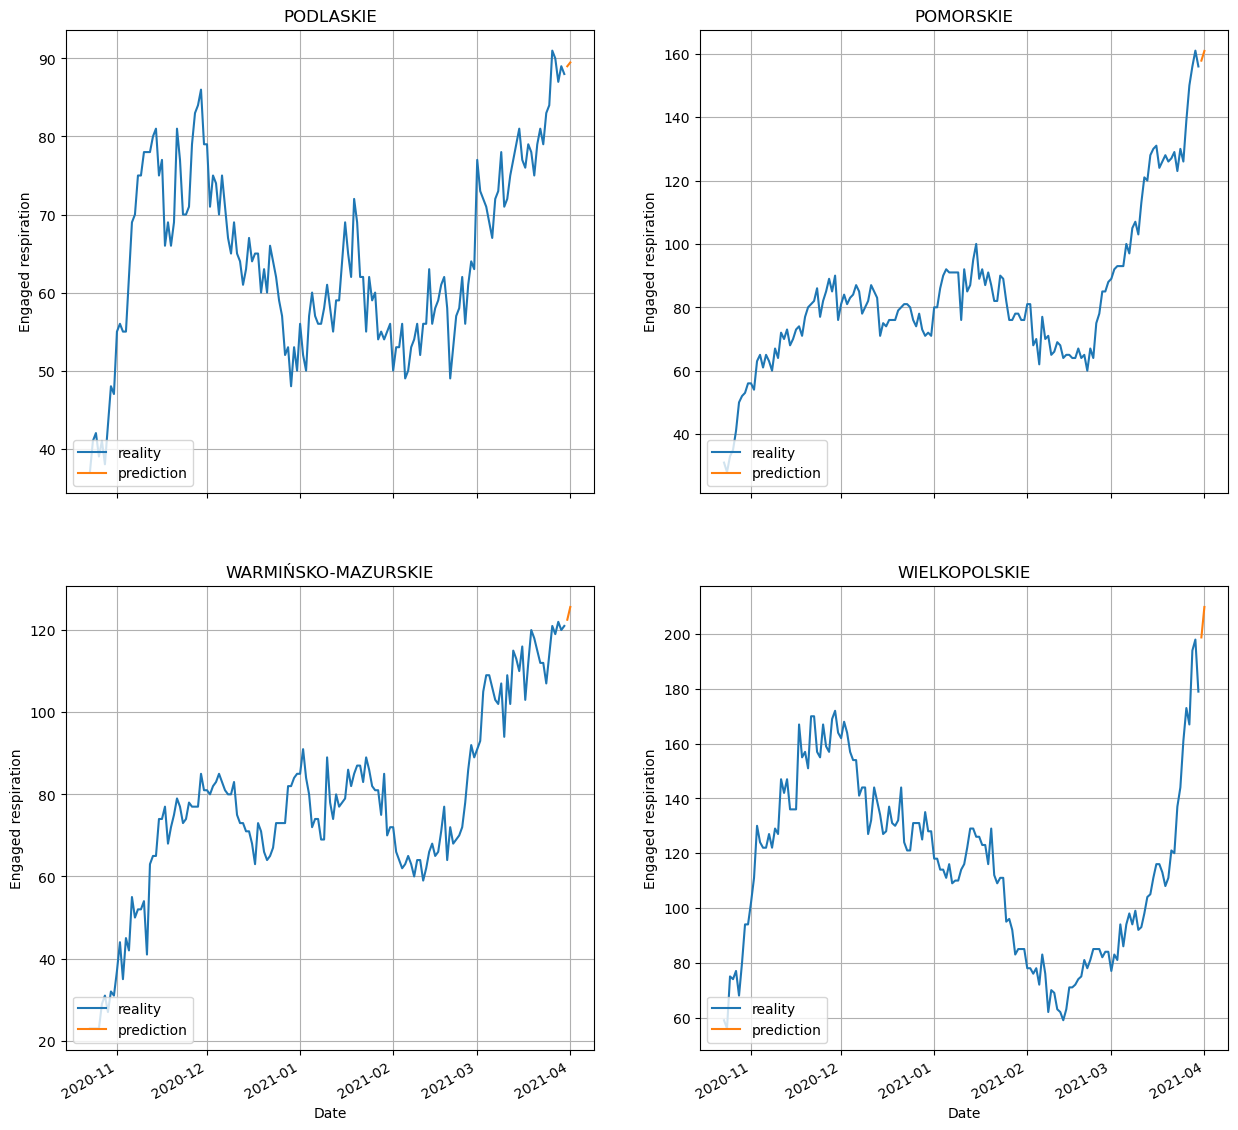 PODLASKIE
90
80
70
60
50
40
Engaged respiration
reality
prediction
POMORSKIE
160
140
120
100
80
60
40
Engaged respiration
reality
prediction
WARMIŃSKO-MAZURSKIE
120
100
80
60
40
20
Engaged respiration
reality
prediction
2020-11
2020-12
2021-01
2021-02
2021-03
2021-04
Date
WIELKOPOLSKIE
200
180
160
140
120
100
80
60
Engaged respiration
reality
prediction
2020-11
2020-12
2021-01
2021-02
2021-03
2021-04
Date